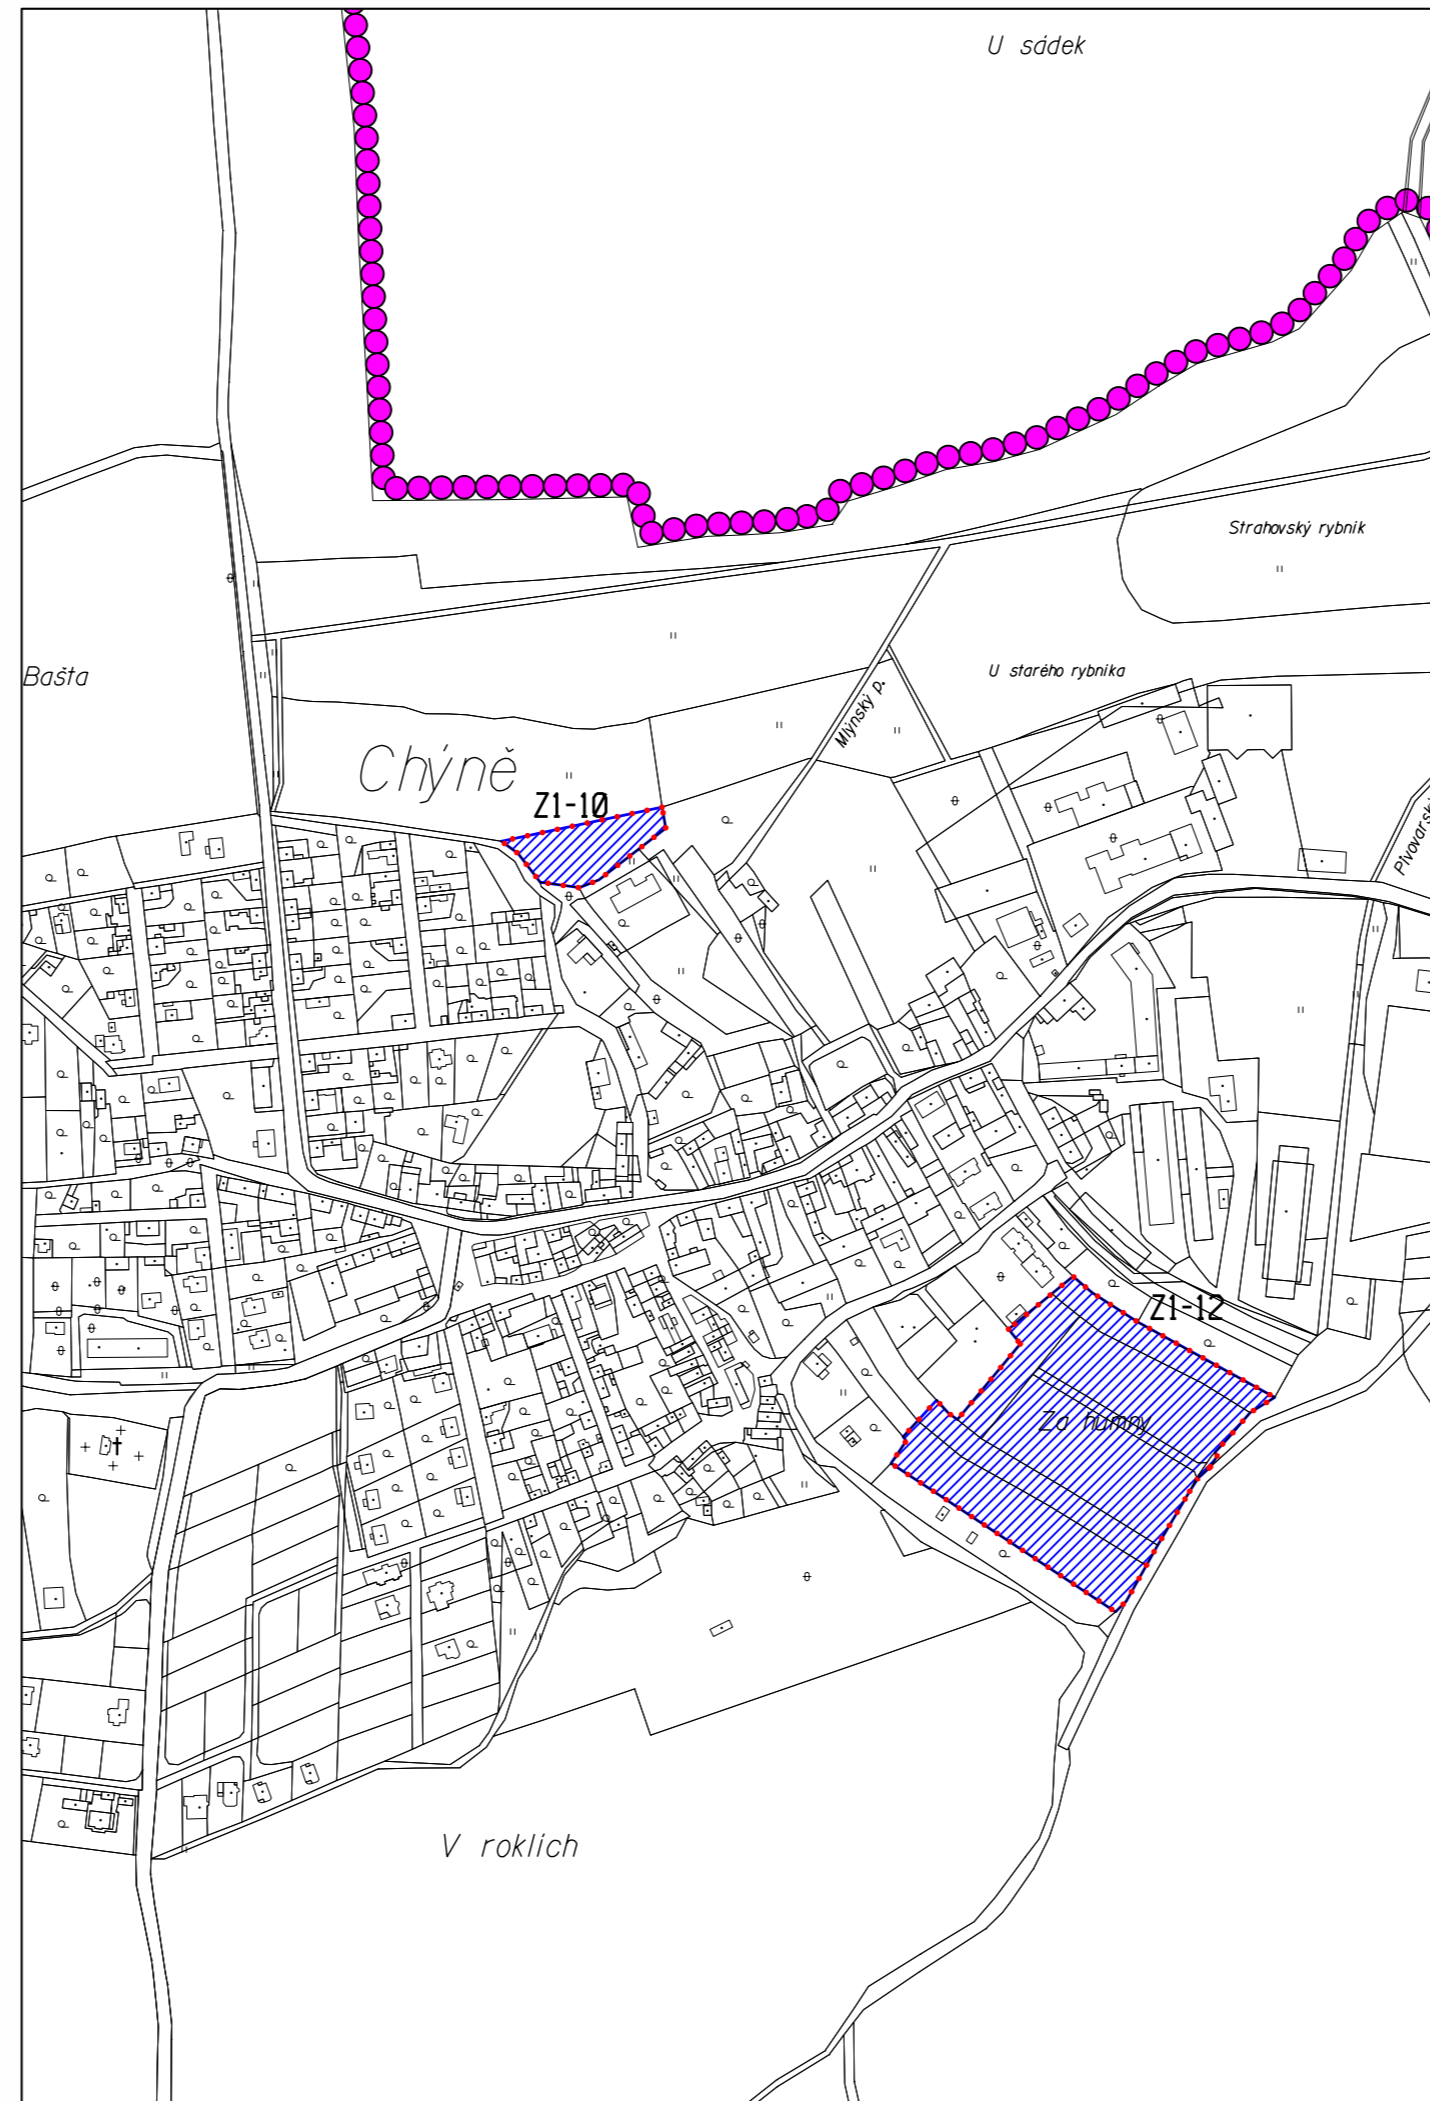 U sádek
Strahovský rybník
U starého rybníka
Bašta
Mlýnský p.
Chýně
Z1-10
Z1-12
Za humny
V roklích